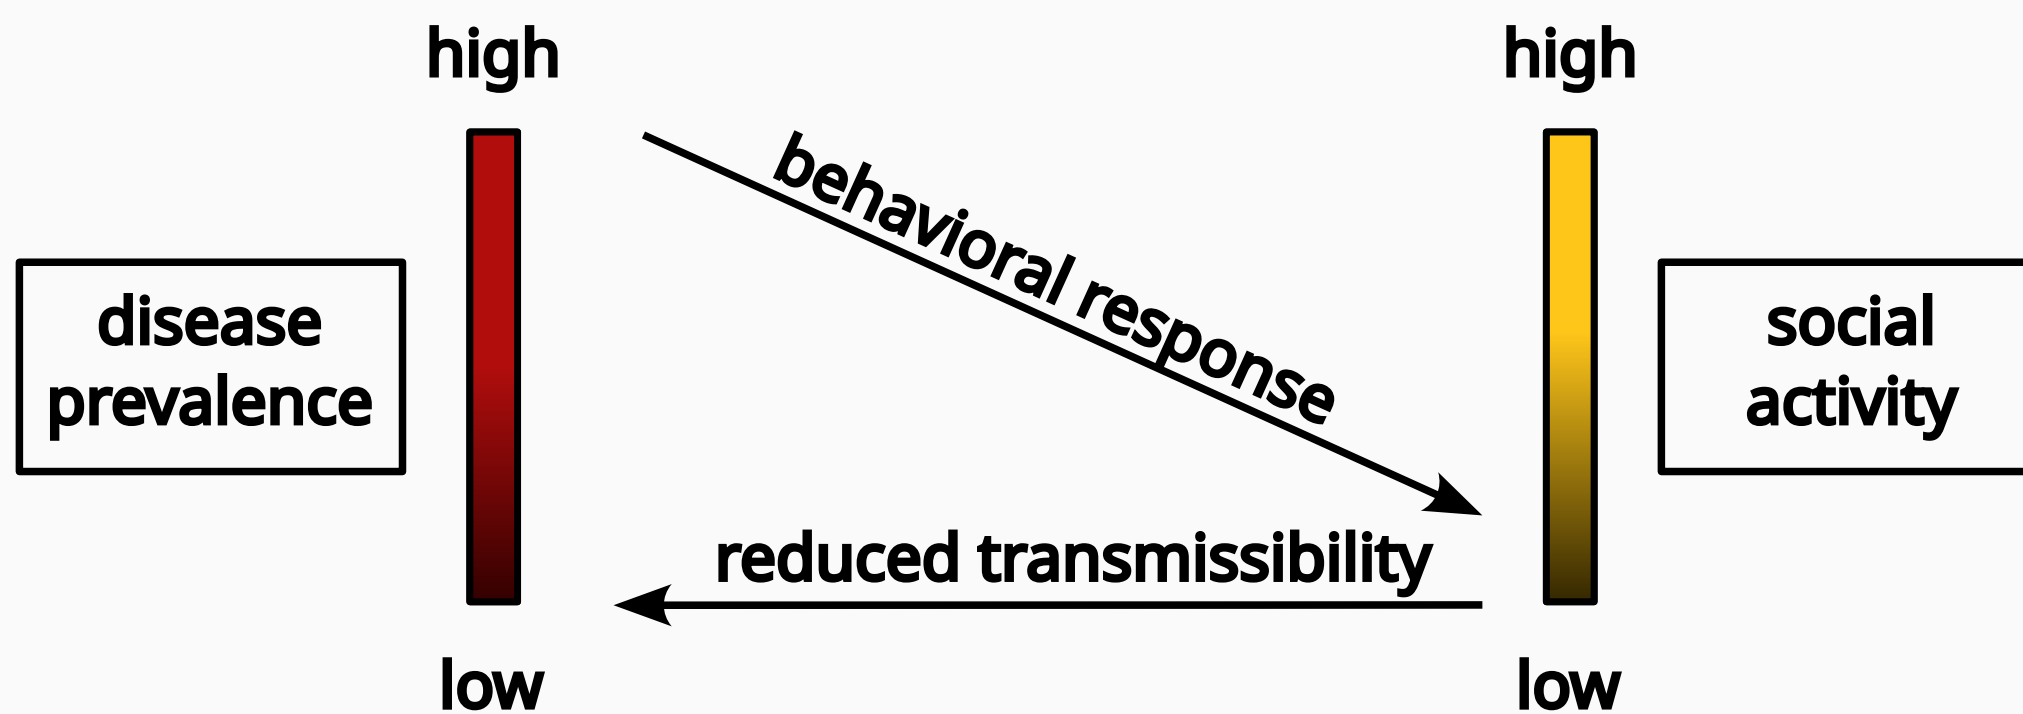 high
high
behavioral response
disease
prevalence
social
activity
reduced transmissibility
low
low